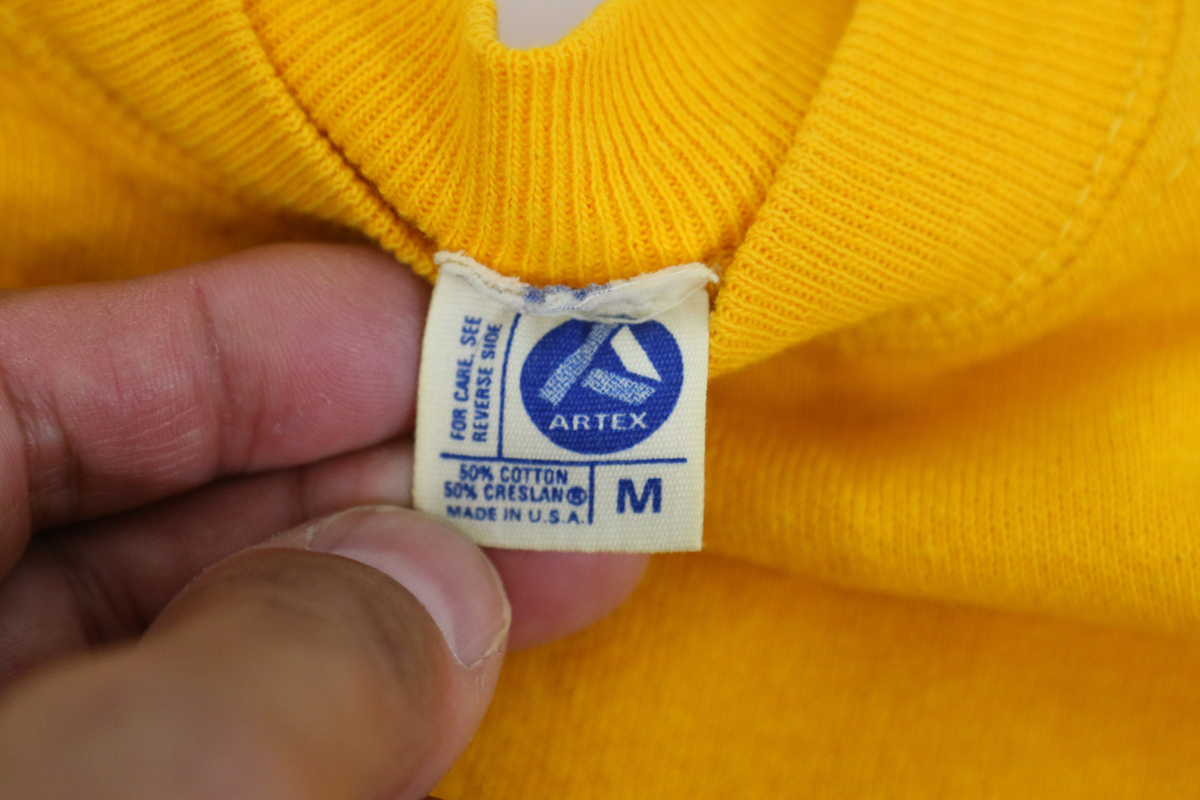 FOR CARE, SEE
REVERSE SIDE
ARTEX
50% COTTON
50% CRESLAN®
MADE IN U.S.A.
M